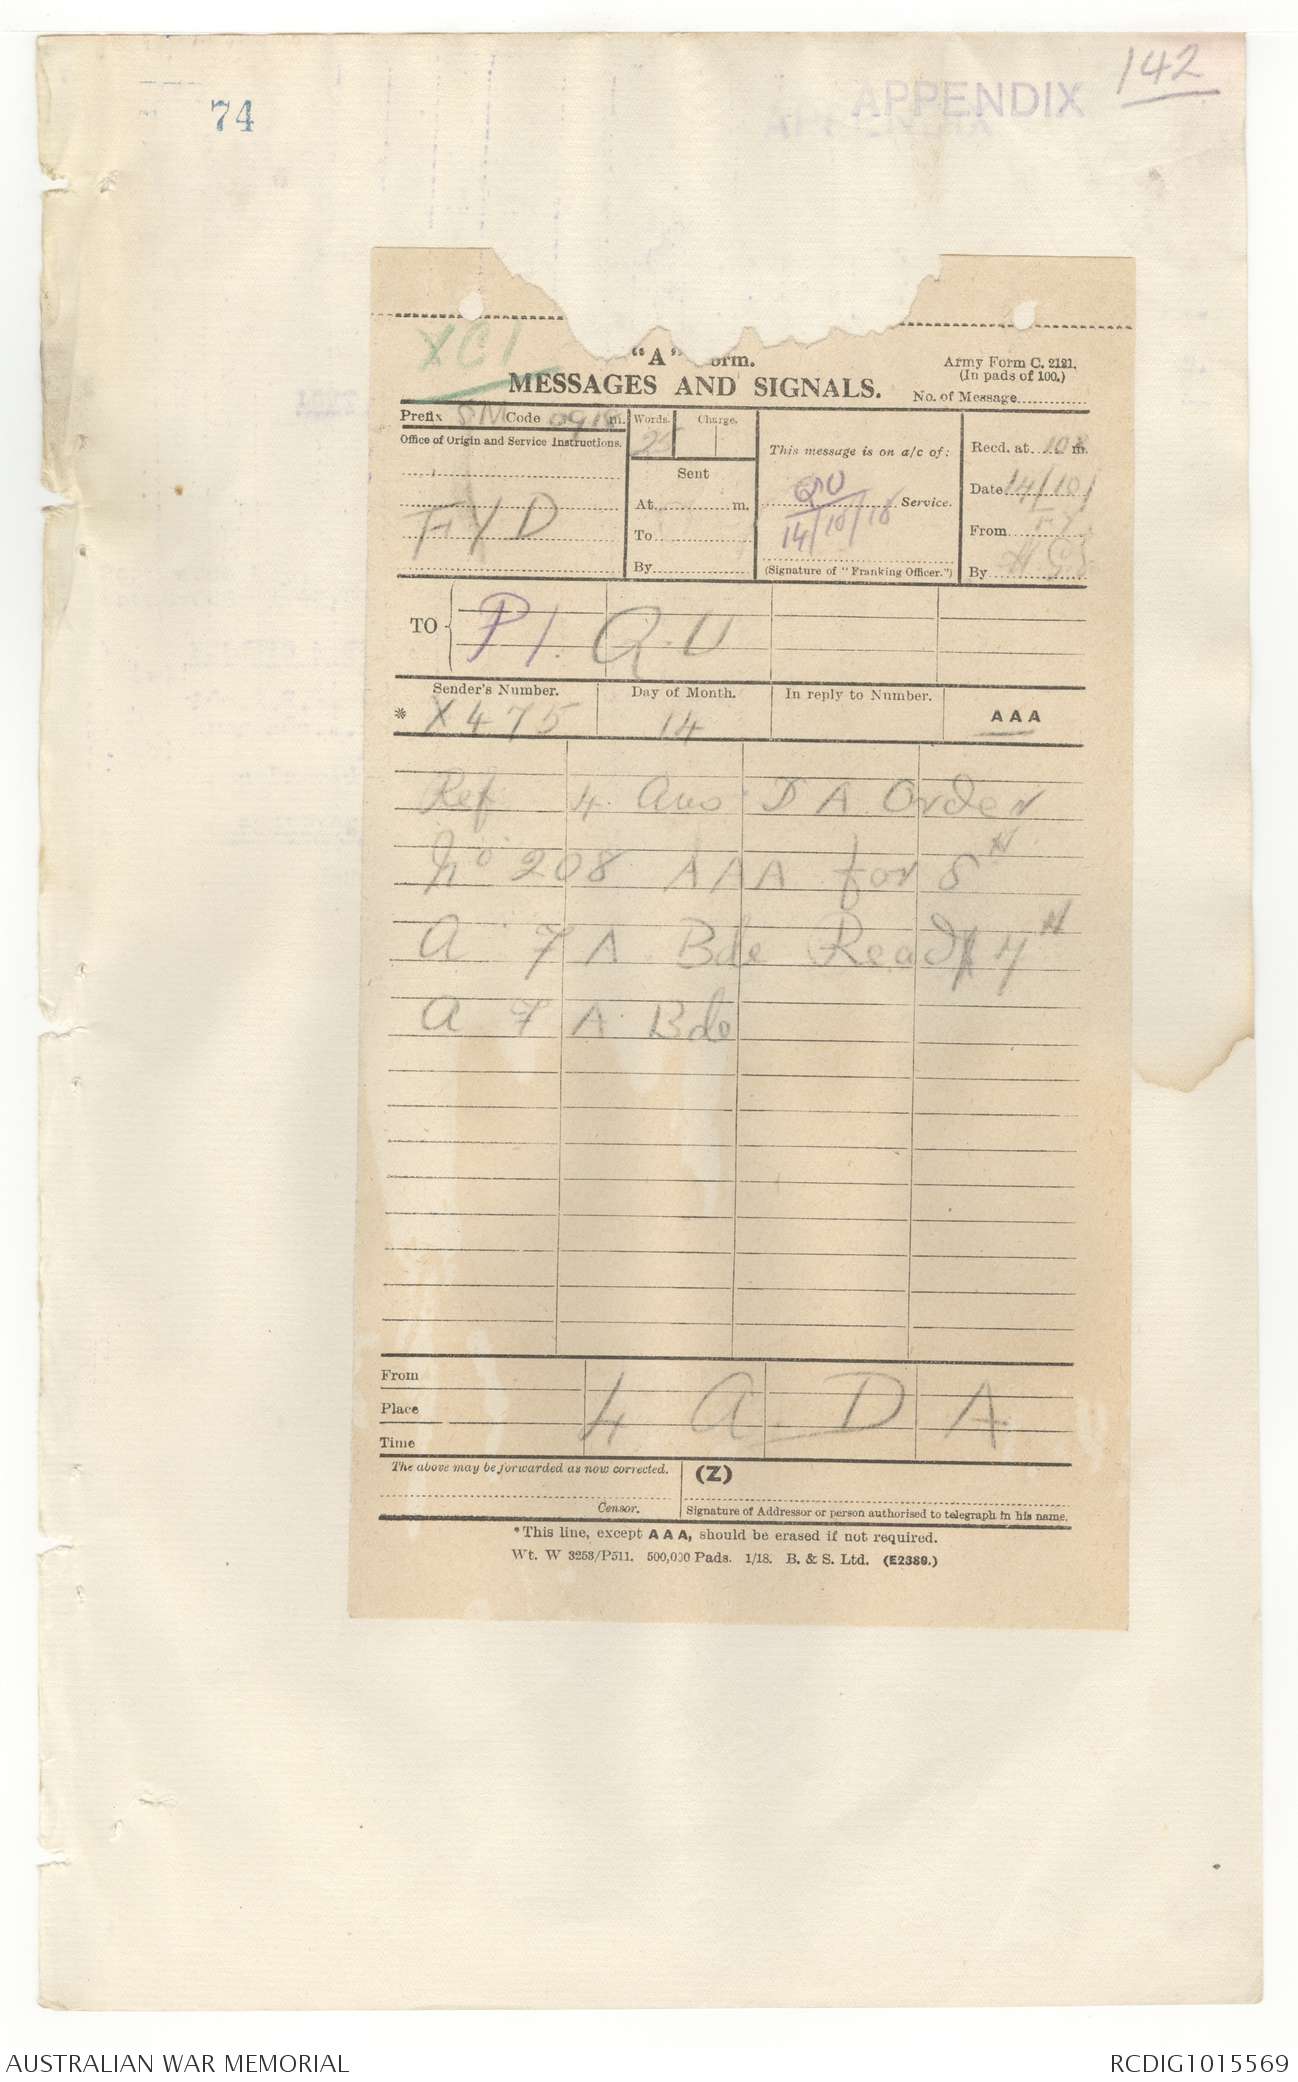 142
APPENDIX
74
XCI
"A" orm.
Army Form C. 2121.
(In pads of 100.)
MESSAGES AND SIGNALS.
No. of Message
Prefix SM Code 0918 m.
Words. Charge.
25
Office of Origin and Service Instructions.
FYD
Sent
At m.
To
By
This message is on a/c of:
QU Service.
14/10/18
(Signature of "Franking Officer.")
Recd. at m.
Date 14/10/
From
By
TO P1. Q.U
Sender's Number. Day of Month. In reply to Number. AAA
* X475 14
Ref 4. Aus D A Order
No 208 AAA for 8th
A F A Bde Read 4th
A F A Bde
From
Place
Time
4 A D A
The above may be forwarded as now corrected. (Z)
Censor. Signature of Addressor or person authorised to telegraph in his name.
*This line, except AAA, should be erased if not required.
Wt. W 3253/P511. 500,000 Pads. 1/18. B. & S. Ltd. (E2380.)
AUSTRALIAN WAR MEMORIAL RCDIG1015569